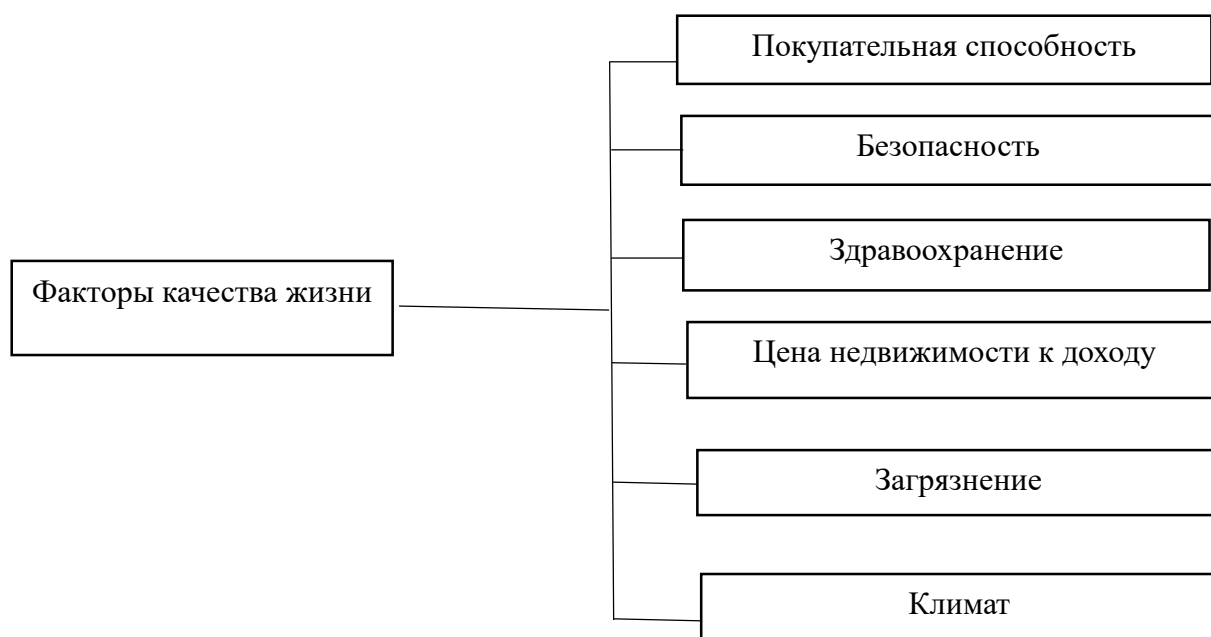 Покупательная способность
Безопасность
Здравоохранение
Факторы качества жизни
Цена недвижимости к доходу
Загрязнение
Климат